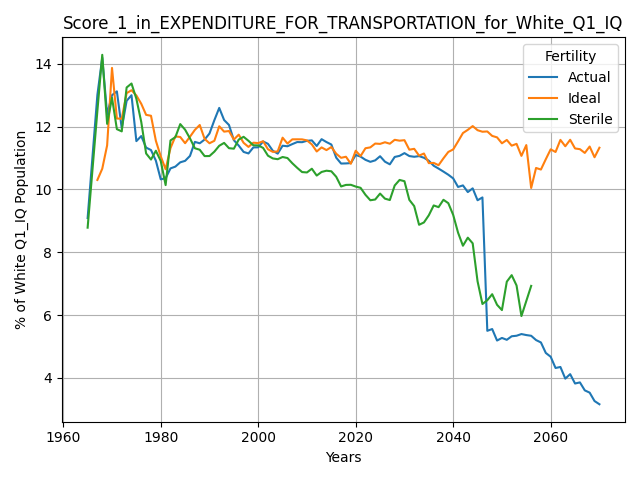 Score_1_in_EXPENDITURE_FOR_TRANSPORTATION_for_White_Q1_IQ
Fertility
Actual
Ideal
Sterile
% of White Q1_IQ Population
14
12
10
8
6
4
1960
1980
2000
2020
2040
2060
Years